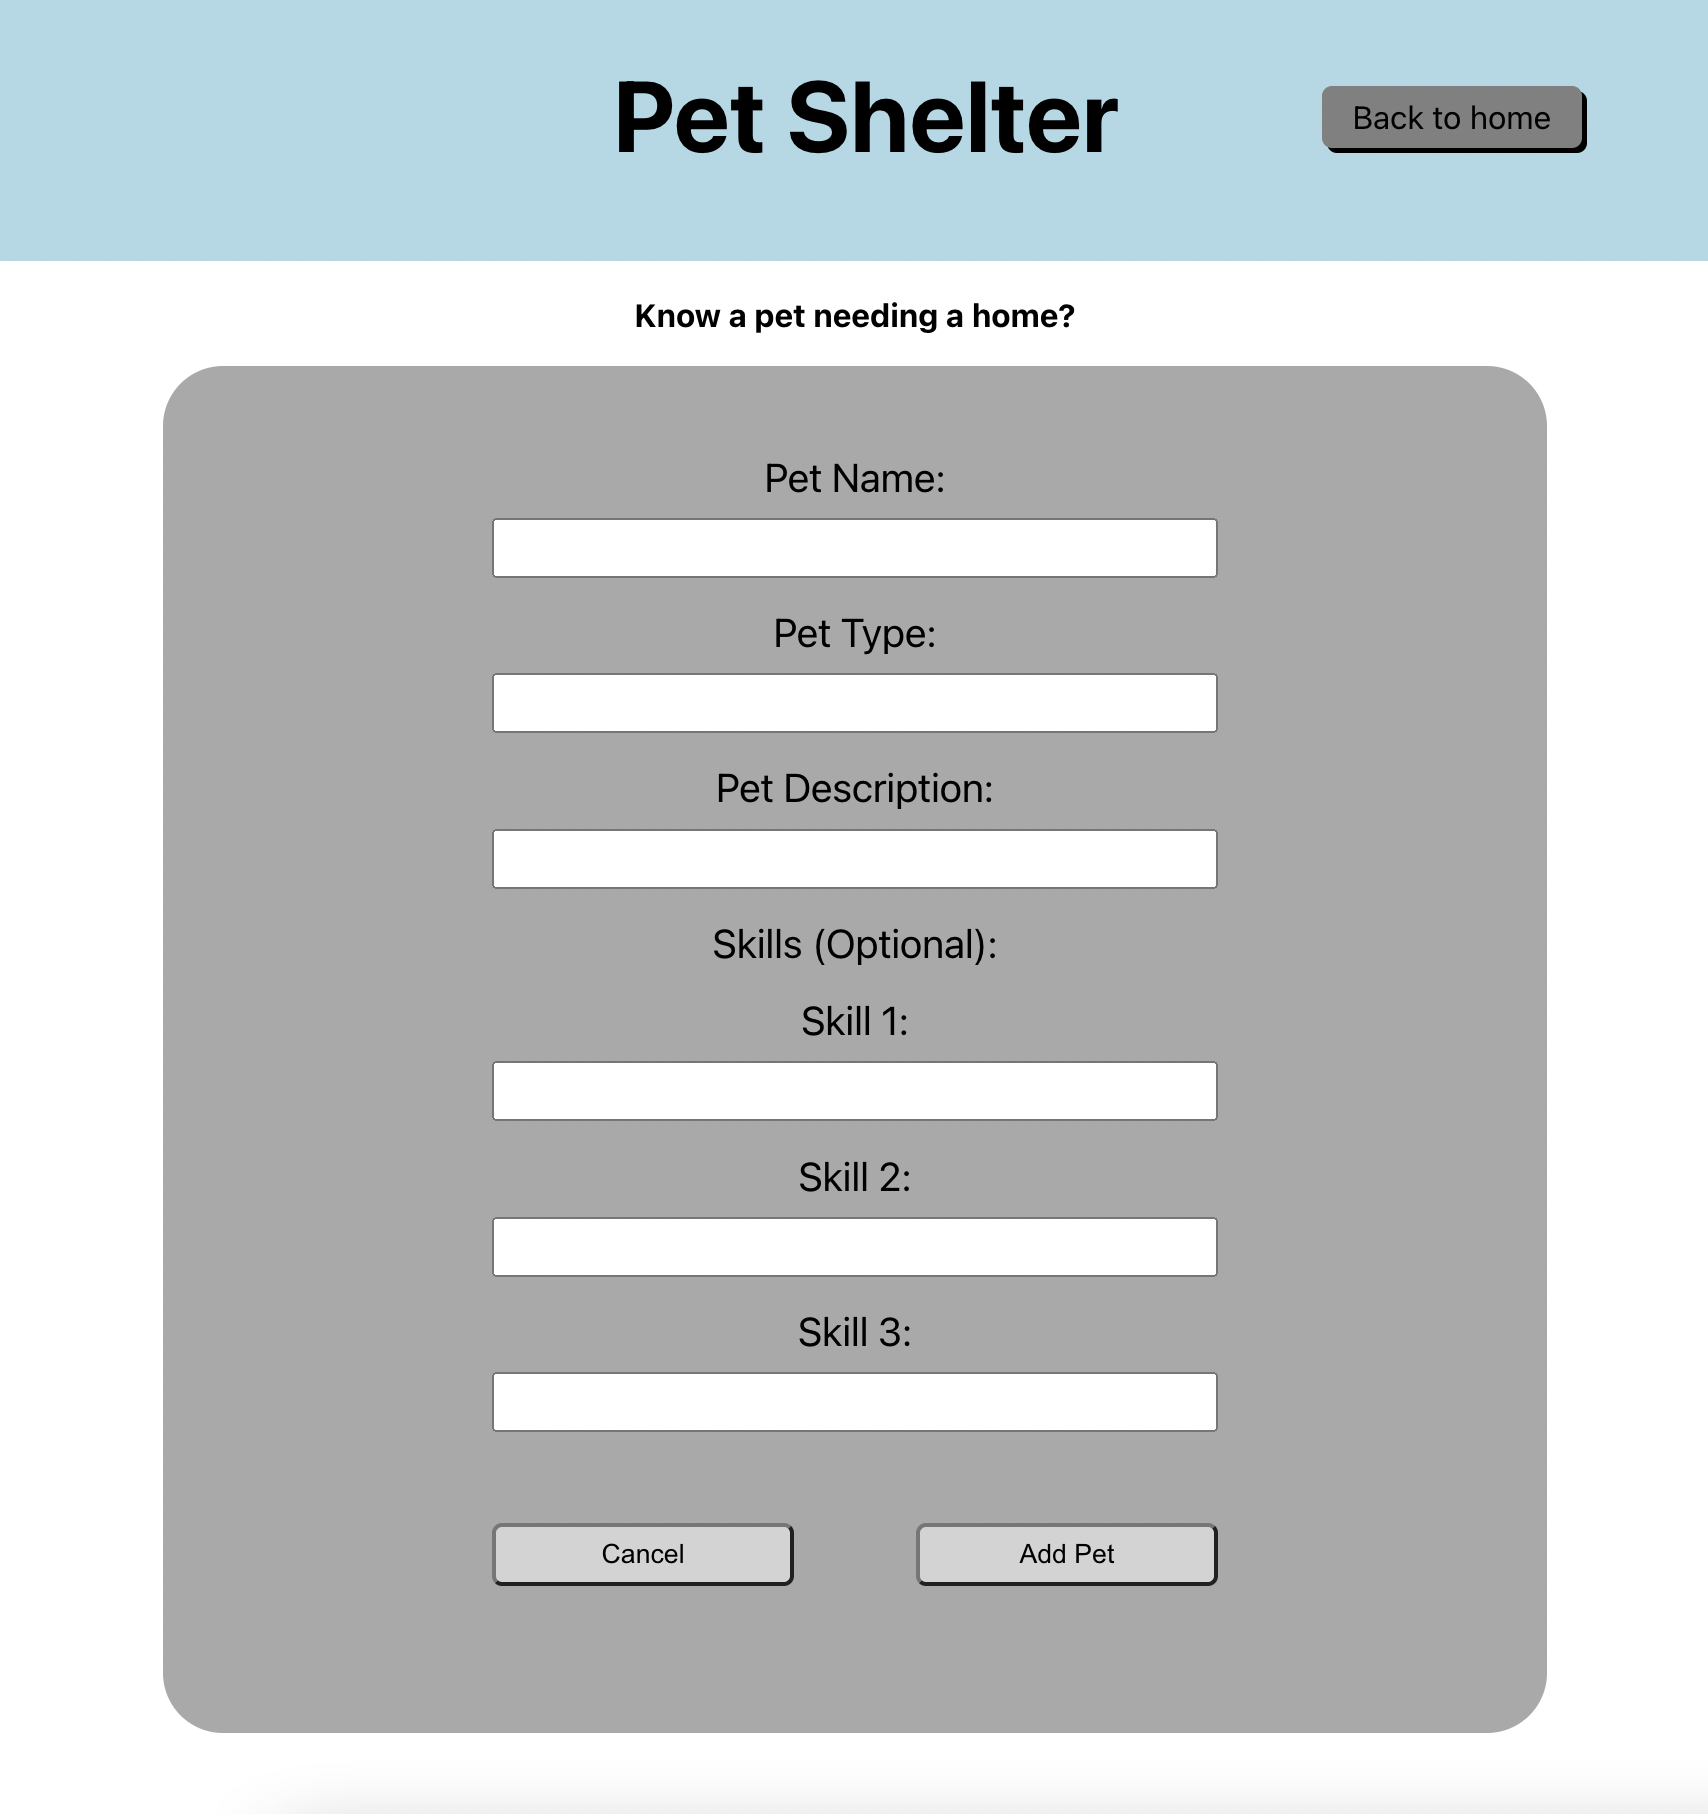 Pet Shelter
Back to home
Know a pet needing a home?
Pet Name:
Pet Type:
Pet Description:
Skills (Optional):
Skill 1:
Skill 2:
Skill 3:
Cancel
Add Pet